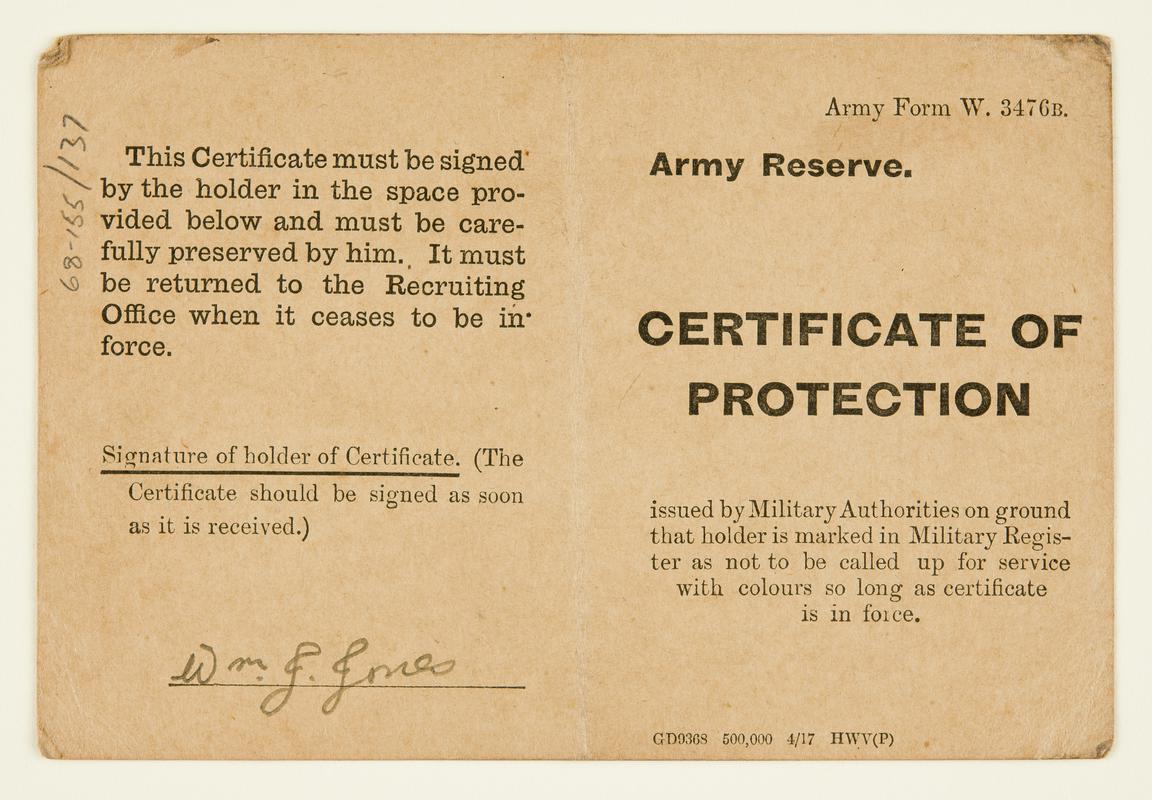 68-155/137
This Certificate must be signed
by the holder in the space pro-
vided below and must be care-
fully preserved by him. It must
be returned to the Recruiting
Office when it ceases to be in
force.
Signature of holder of Certificate. (The
Certificate should be signed as soon
as it is received.)
Wm. J. Jones
Army Form W. 3476B.
Army Reserve.
CERTIFICATE OF
PROTECTION
issued by Military Authorities on ground
that holder is marked in Military Regis-
ter as not to be called up for service
with colours so long as certificate
is in force.
GD9368 500,000 4/17 HWV(P)